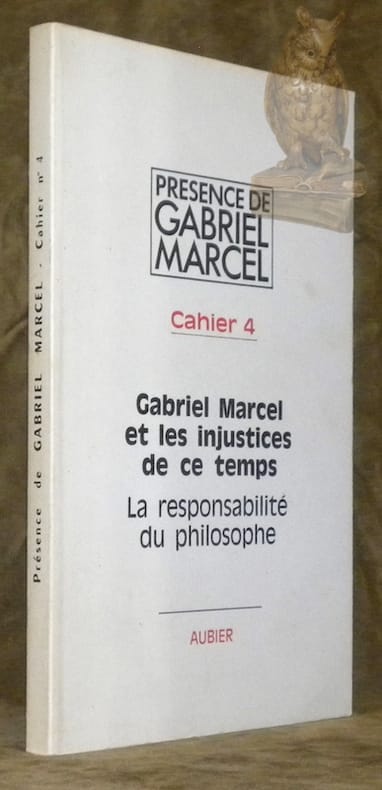 Présence de GABRIEL MARCEL - Cahier n° 4
PRESENCE DE
GABRIEL
MARCEL
Cahier 4
Gabriel Marcel
et les injustices
de ce temps
La responsabilité
du philosophe
AUBIER